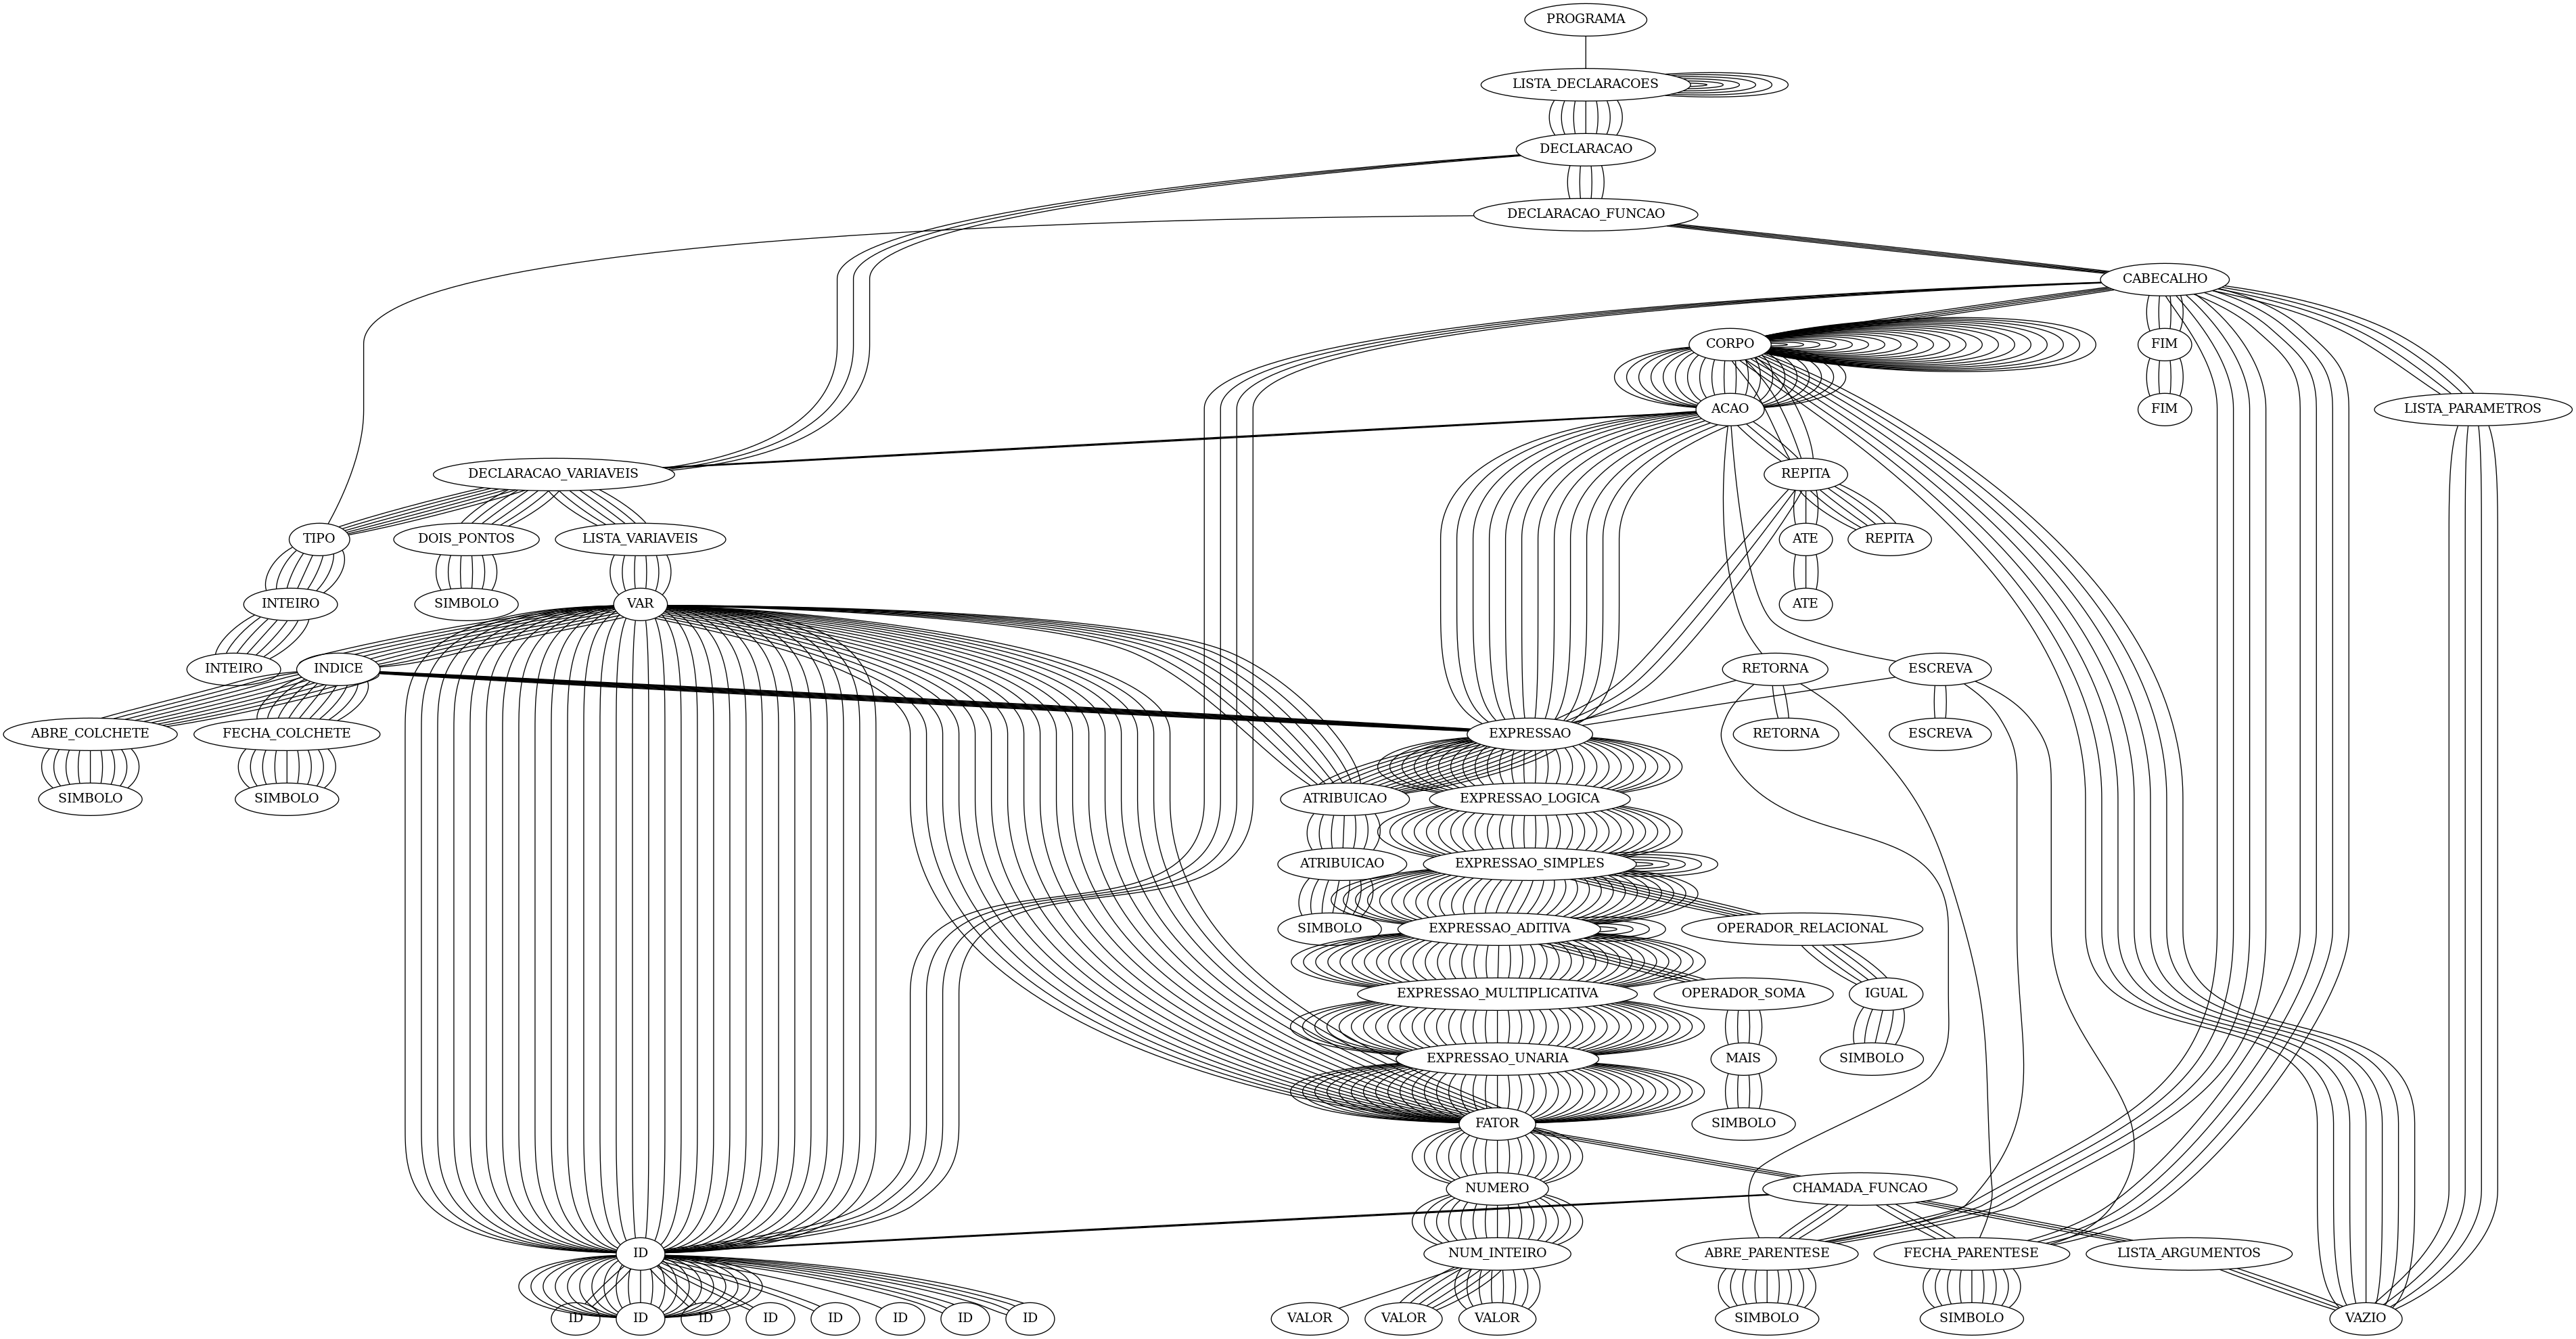 PROGRAMA
LISTA_DECLARACOES
DECLARACAO
DECLARACAO_FUNCAO
CABECALHO
CORPO
FIM
ACAO
FIM
LISTA_PARAMETROS
DECLARACAO_VARIAVEIS
REPITA
TIPO
DOIS_PONTOS
LISTA_VARIAVEIS
ATE
REPITA
INTEIRO
SIMBOLO
VAR
ATE
INTEIRO
INDICE
RETORNA
ESCREVA
ABRE_COLCHETE
FECHA_COLCHETE
EXPRESSAO
RETORNA
ESCREVA
SIMBOLO
SIMBOLO
ATRIBUICAO
EXPRESSAO_LOGICA
ATRIBUICAO
EXPRESSAO_SIMPLES
SIMBOLO
EXPRESSAO_ADITIVA
OPERADOR_RELACIONAL
EXPRESSAO_MULTIPLICATIVA
OPERADOR_SOMA
IGUAL
EXPRESSAO_UNARIA
MAIS
SIMBOLO
FATOR
SIMBOLO
NUMERO
CHAMADA_FUNCAO
ID
NUM_INTEIRO
ABRE_PARENTESE
FECHA_PARENTESE
LISTA_ARGUMENTOS
ID
ID
ID
ID
ID
ID
ID
ID
VALOR
VALOR
VALOR
SIMBOLO
SIMBOLO
VAZIO